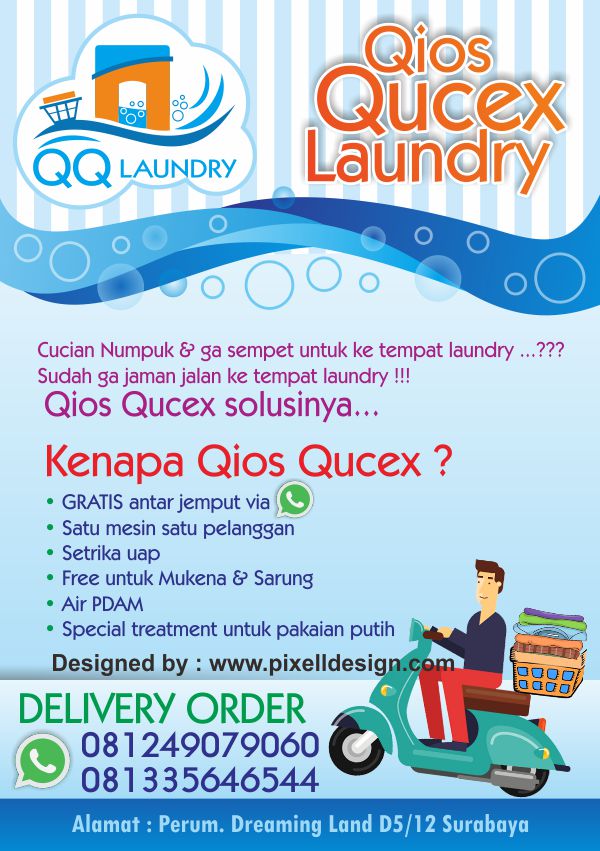 QQ LAUNDRY
Qios
Qucex
Laundry
Cucian Numpuk & ga sempet untuk ke tempat laundry ...???
Sudah ga jaman jalan ke tempat laundry !!!
Qios Qucex solusinya...
Kenapa Qios Qucex ?
• GRATIS antar jemput via
• Satu mesin satu pelanggan
• Setrika uap
• Free untuk Mukena & Sarung
• Air PDAM
• Special treatment untuk pakaian putih
Designed by : www.pixelldesign.com
DELIVERY ORDER
081249079060
081335646544
Alamat : Perum. Dreaming Land D5/12 Surabaya